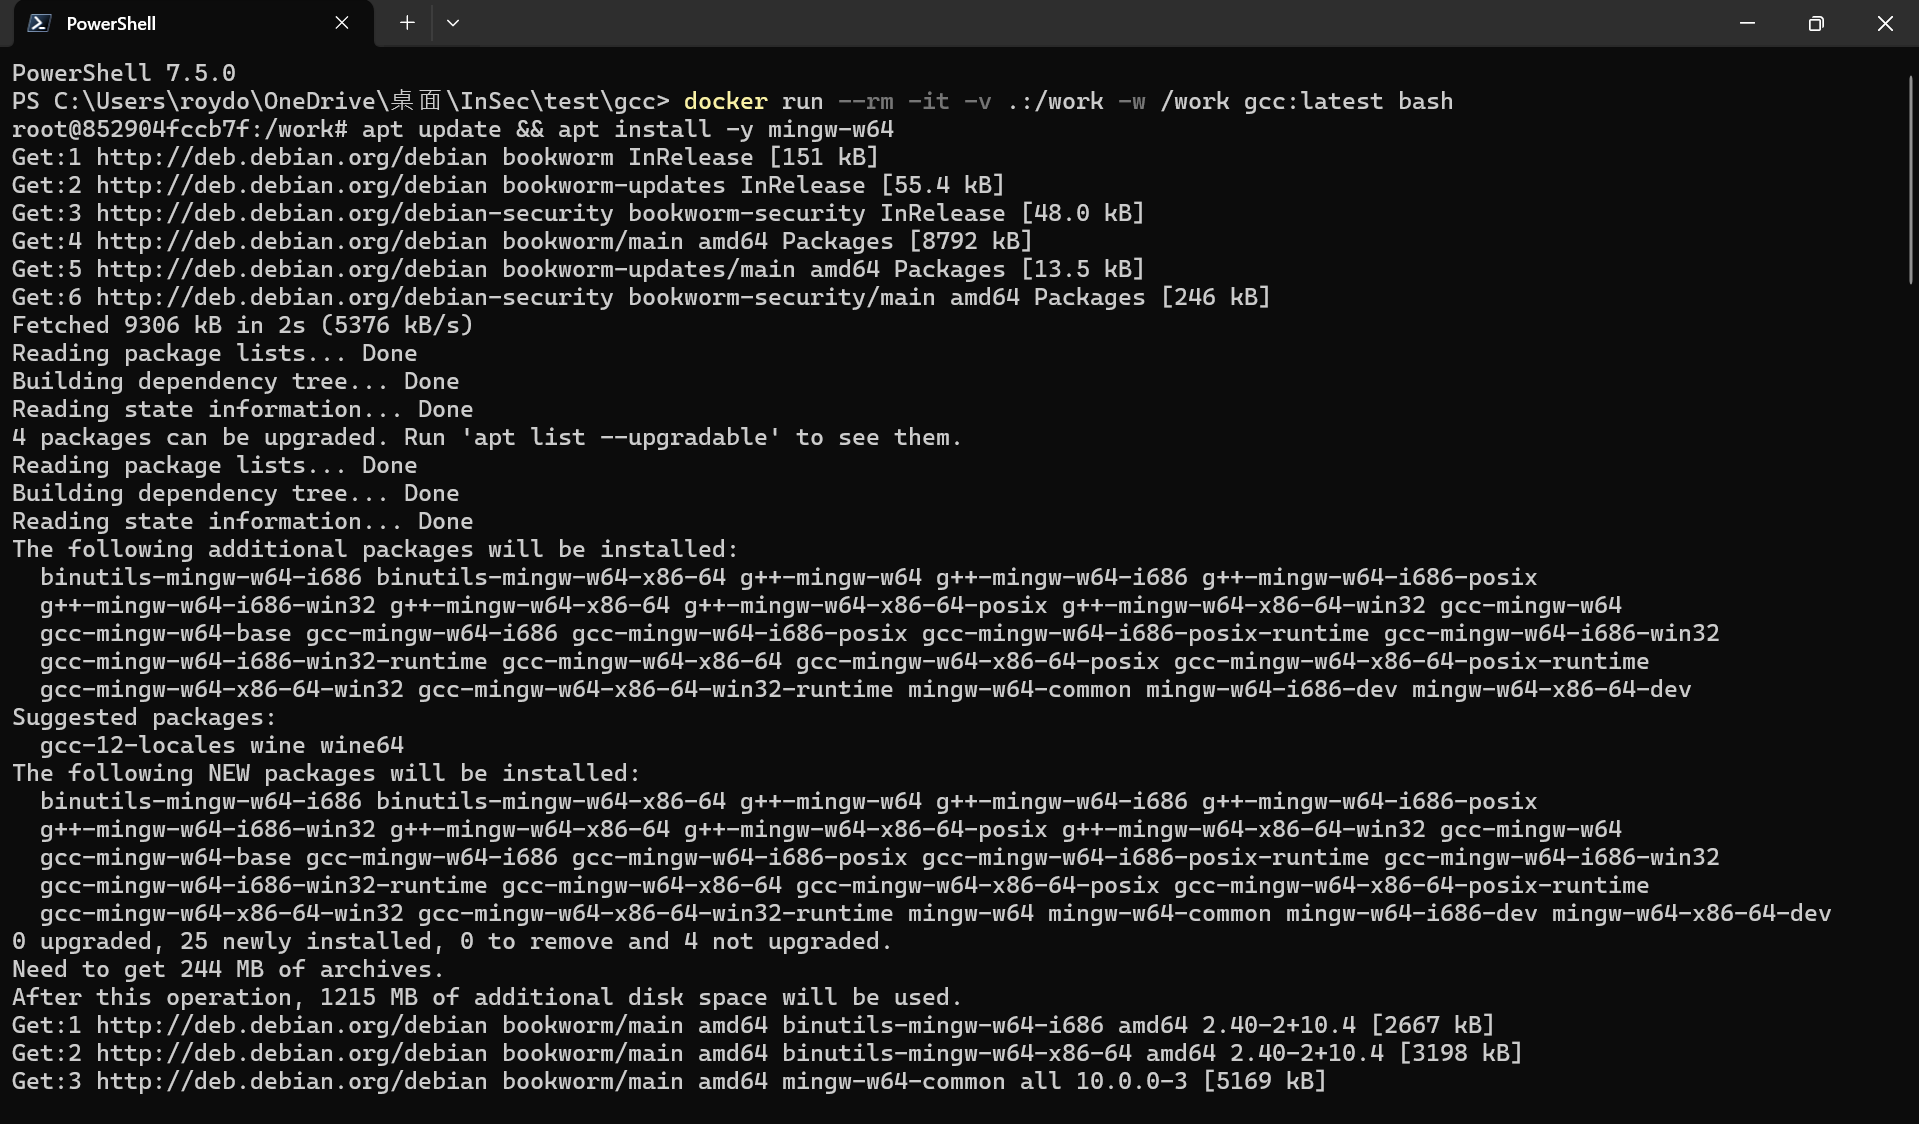 PowerShell
PowerShell 7.5.0
PS C:\Users\roydo\OneDrive\桌面\InSec\test\gcc> docker run --rm -it -v .:/work -w /work gcc:latest bash
root@852904fccb7f:/work# apt update && apt install -y mingw-w64
Get:1 http://deb.debian.org/debian bookworm InRelease [151 kB]
Get:2 http://deb.debian.org/debian bookworm-updates InRelease [55.4 kB]
Get:3 http://deb.debian.org/debian-security bookworm-security InRelease [48.0 kB]
Get:4 http://deb.debian.org/debian bookworm/main amd64 Packages [8792 kB]
Get:5 http://deb.debian.org/debian bookworm-updates/main amd64 Packages [13.5 kB]
Get:6 http://deb.debian.org/debian-security bookworm-security/main amd64 Packages [246 kB]
Fetched 9306 kB in 2s (5376 kB/s)
Reading package lists... Done
Building dependency tree... Done
Reading state information... Done
4 packages can be upgraded. Run 'apt list --upgradable' to see them.
Reading package lists... Done
Building dependency tree... Done
Reading state information... Done
The following additional packages will be installed:
  binutils-mingw-w64-i686 binutils-mingw-w64-x86-64 g++-mingw-w64 g++-mingw-w64-i686 g++-mingw-w64-i686-posix
  g++-mingw-w64-i686-win32 g++-mingw-w64-x86-64 g++-mingw-w64-x86-64-posix g++-mingw-w64-x86-64-win32 gcc-mingw-w64
  gcc-mingw-w64-base gcc-mingw-w64-i686 gcc-mingw-w64-i686-posix gcc-mingw-w64-i686-posix-runtime gcc-mingw-w64-i686-win32
  gcc-mingw-w64-i686-win32-runtime gcc-mingw-w64-x86-64 gcc-mingw-w64-x86-64-posix gcc-mingw-w64-x86-64-posix-runtime
  gcc-mingw-w64-x86-64-win32 gcc-mingw-w64-x86-64-win32-runtime mingw-w64-common mingw-w64-i686-dev mingw-w64-x86-64-dev
Suggested packages:
  gcc-12-locales wine wine64
The following NEW packages will be installed:
  binutils-mingw-w64-i686 binutils-mingw-w64-x86-64 g++-mingw-w64 g++-mingw-w64-i686 g++-mingw-w64-i686-posix
  g++-mingw-w64-i686-win32 g++-mingw-w64-x86-64 g++-mingw-w64-x86-64-posix g++-mingw-w64-x86-64-win32 gcc-mingw-w64
  gcc-mingw-w64-base gcc-mingw-w64-i686 gcc-mingw-w64-i686-posix gcc-mingw-w64-i686-posix-runtime gcc-mingw-w64-i686-win32
  gcc-mingw-w64-i686-win32-runtime gcc-mingw-w64-x86-64 gcc-mingw-w64-x86-64-posix gcc-mingw-w64-x86-64-posix-runtime
  gcc-mingw-w64-x86-64-win32 gcc-mingw-w64-x86-64-win32-runtime mingw-w64 mingw-w64-common mingw-w64-i686-dev mingw-w64-x86-64-dev
0 upgraded, 25 newly installed, 0 to remove and 4 not upgraded.
Need to get 244 MB of archives.
After this operation, 1215 MB of additional disk space will be used.
Get:1 http://deb.debian.org/debian bookworm/main amd64 binutils-mingw-w64-i686 amd64 2.40-2+10.4 [2667 kB]
Get:2 http://deb.debian.org/debian bookworm/main amd64 binutils-mingw-w64-x86-64 amd64 2.40-2+10.4 [3198 kB]
Get:3 http://deb.debian.org/debian bookworm/main amd64 mingw-w64-common all 10.0.0-3 [5169 kB]